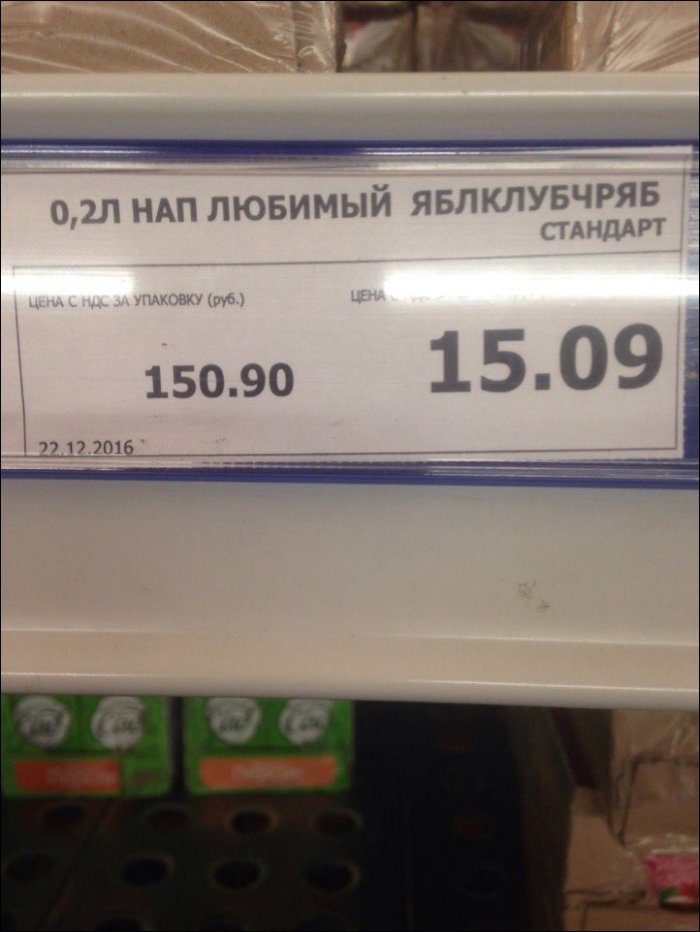 0,2Л НАП ЛЮБИМЫЙ ЯБЛКЛУБЧРЯБ
СТАНДАРТ
ЦЕНА С НДС ЗА УПАКОВКУ (руб.)
ЦЕНА
150.90
15.09
22.12.2016